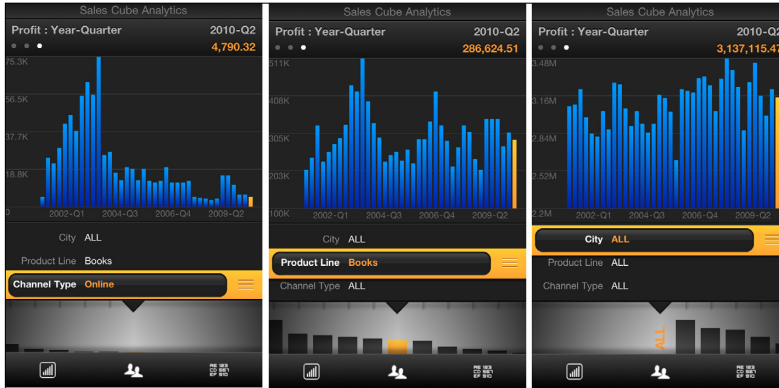 Sales Cube Analytics
Profit : Year-Quarter 2010-Q2
4,790.32
75.3K
56.5K
37.7K
18.8K
0
2002-Q1 2004-Q3 2006-Q4 2009-Q2
City ALL
Product Line Books
Channel Type Online
Sales Cube Analytics
Profit : Year-Quarter 2010-Q2
286,624.51
511K
408K
305K
203K
100K
2002-Q1 2004-Q3 2006-Q4 2009-Q2
City ALL
Product Line Books
Channel Type ALL
Sales Cube Analytics
Profit : Year-Quarter 2010-Q2
3,137,115.47
3.48M
3.16M
2.84M
2.52M
2.2M
2002-Q1 2004-Q3 2006-Q4 2009-Q2
City ALL
Product Line ALL
Channel Type ALL
ALL